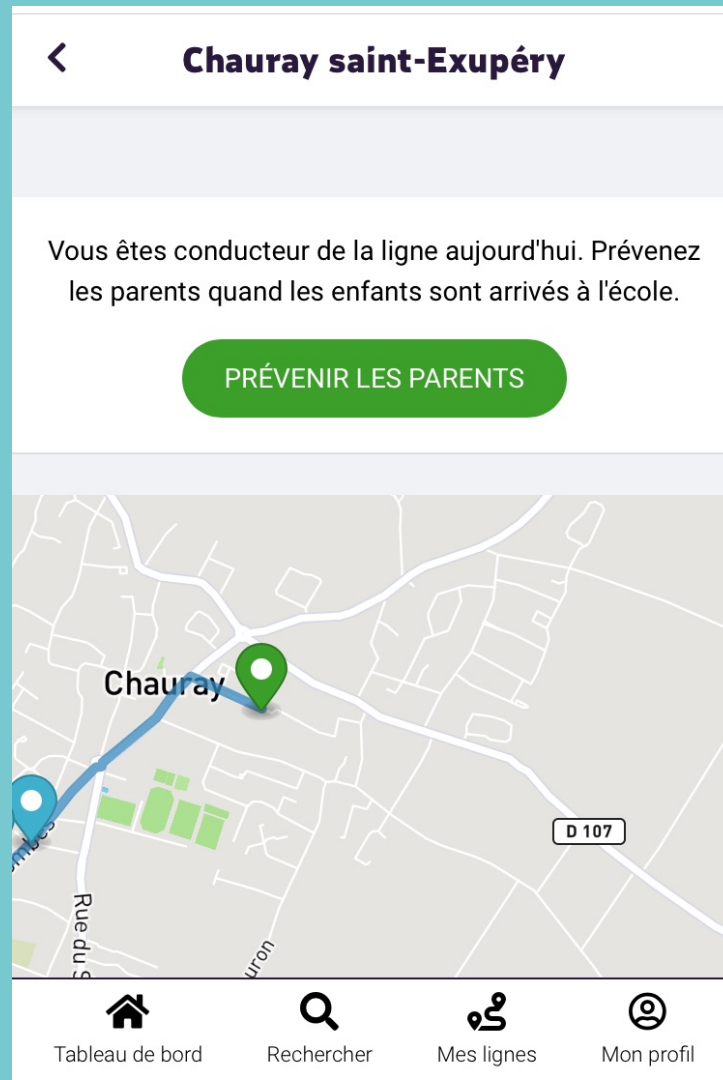 Chauray saint-Exupéry
Vous êtes conducteur de la ligne aujourd'hui. Prévenez
les parents quand les enfants sont arrivés à l'école.
PRÉVENIR LES PARENTS
Chauray
D 107
Rue du
Tableau de bord
Rechercher
Mes lignes
Mon profil